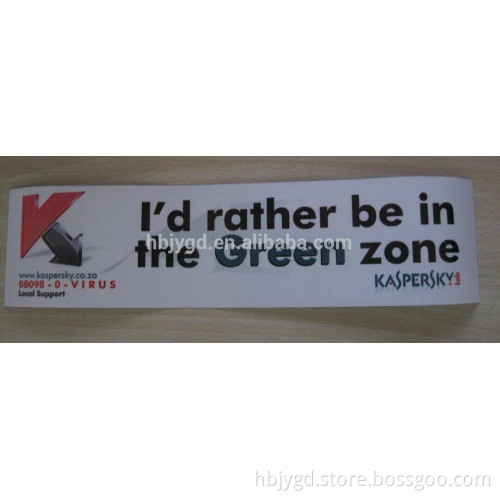 I'd rather be in
the Green zone
www.kaspersky.co.za
08098 - 0 - VIRUS
Local Support
KASPERSKY lab
hbjygd.en.alibaba.com
hbjygd.store.bossgoo.com